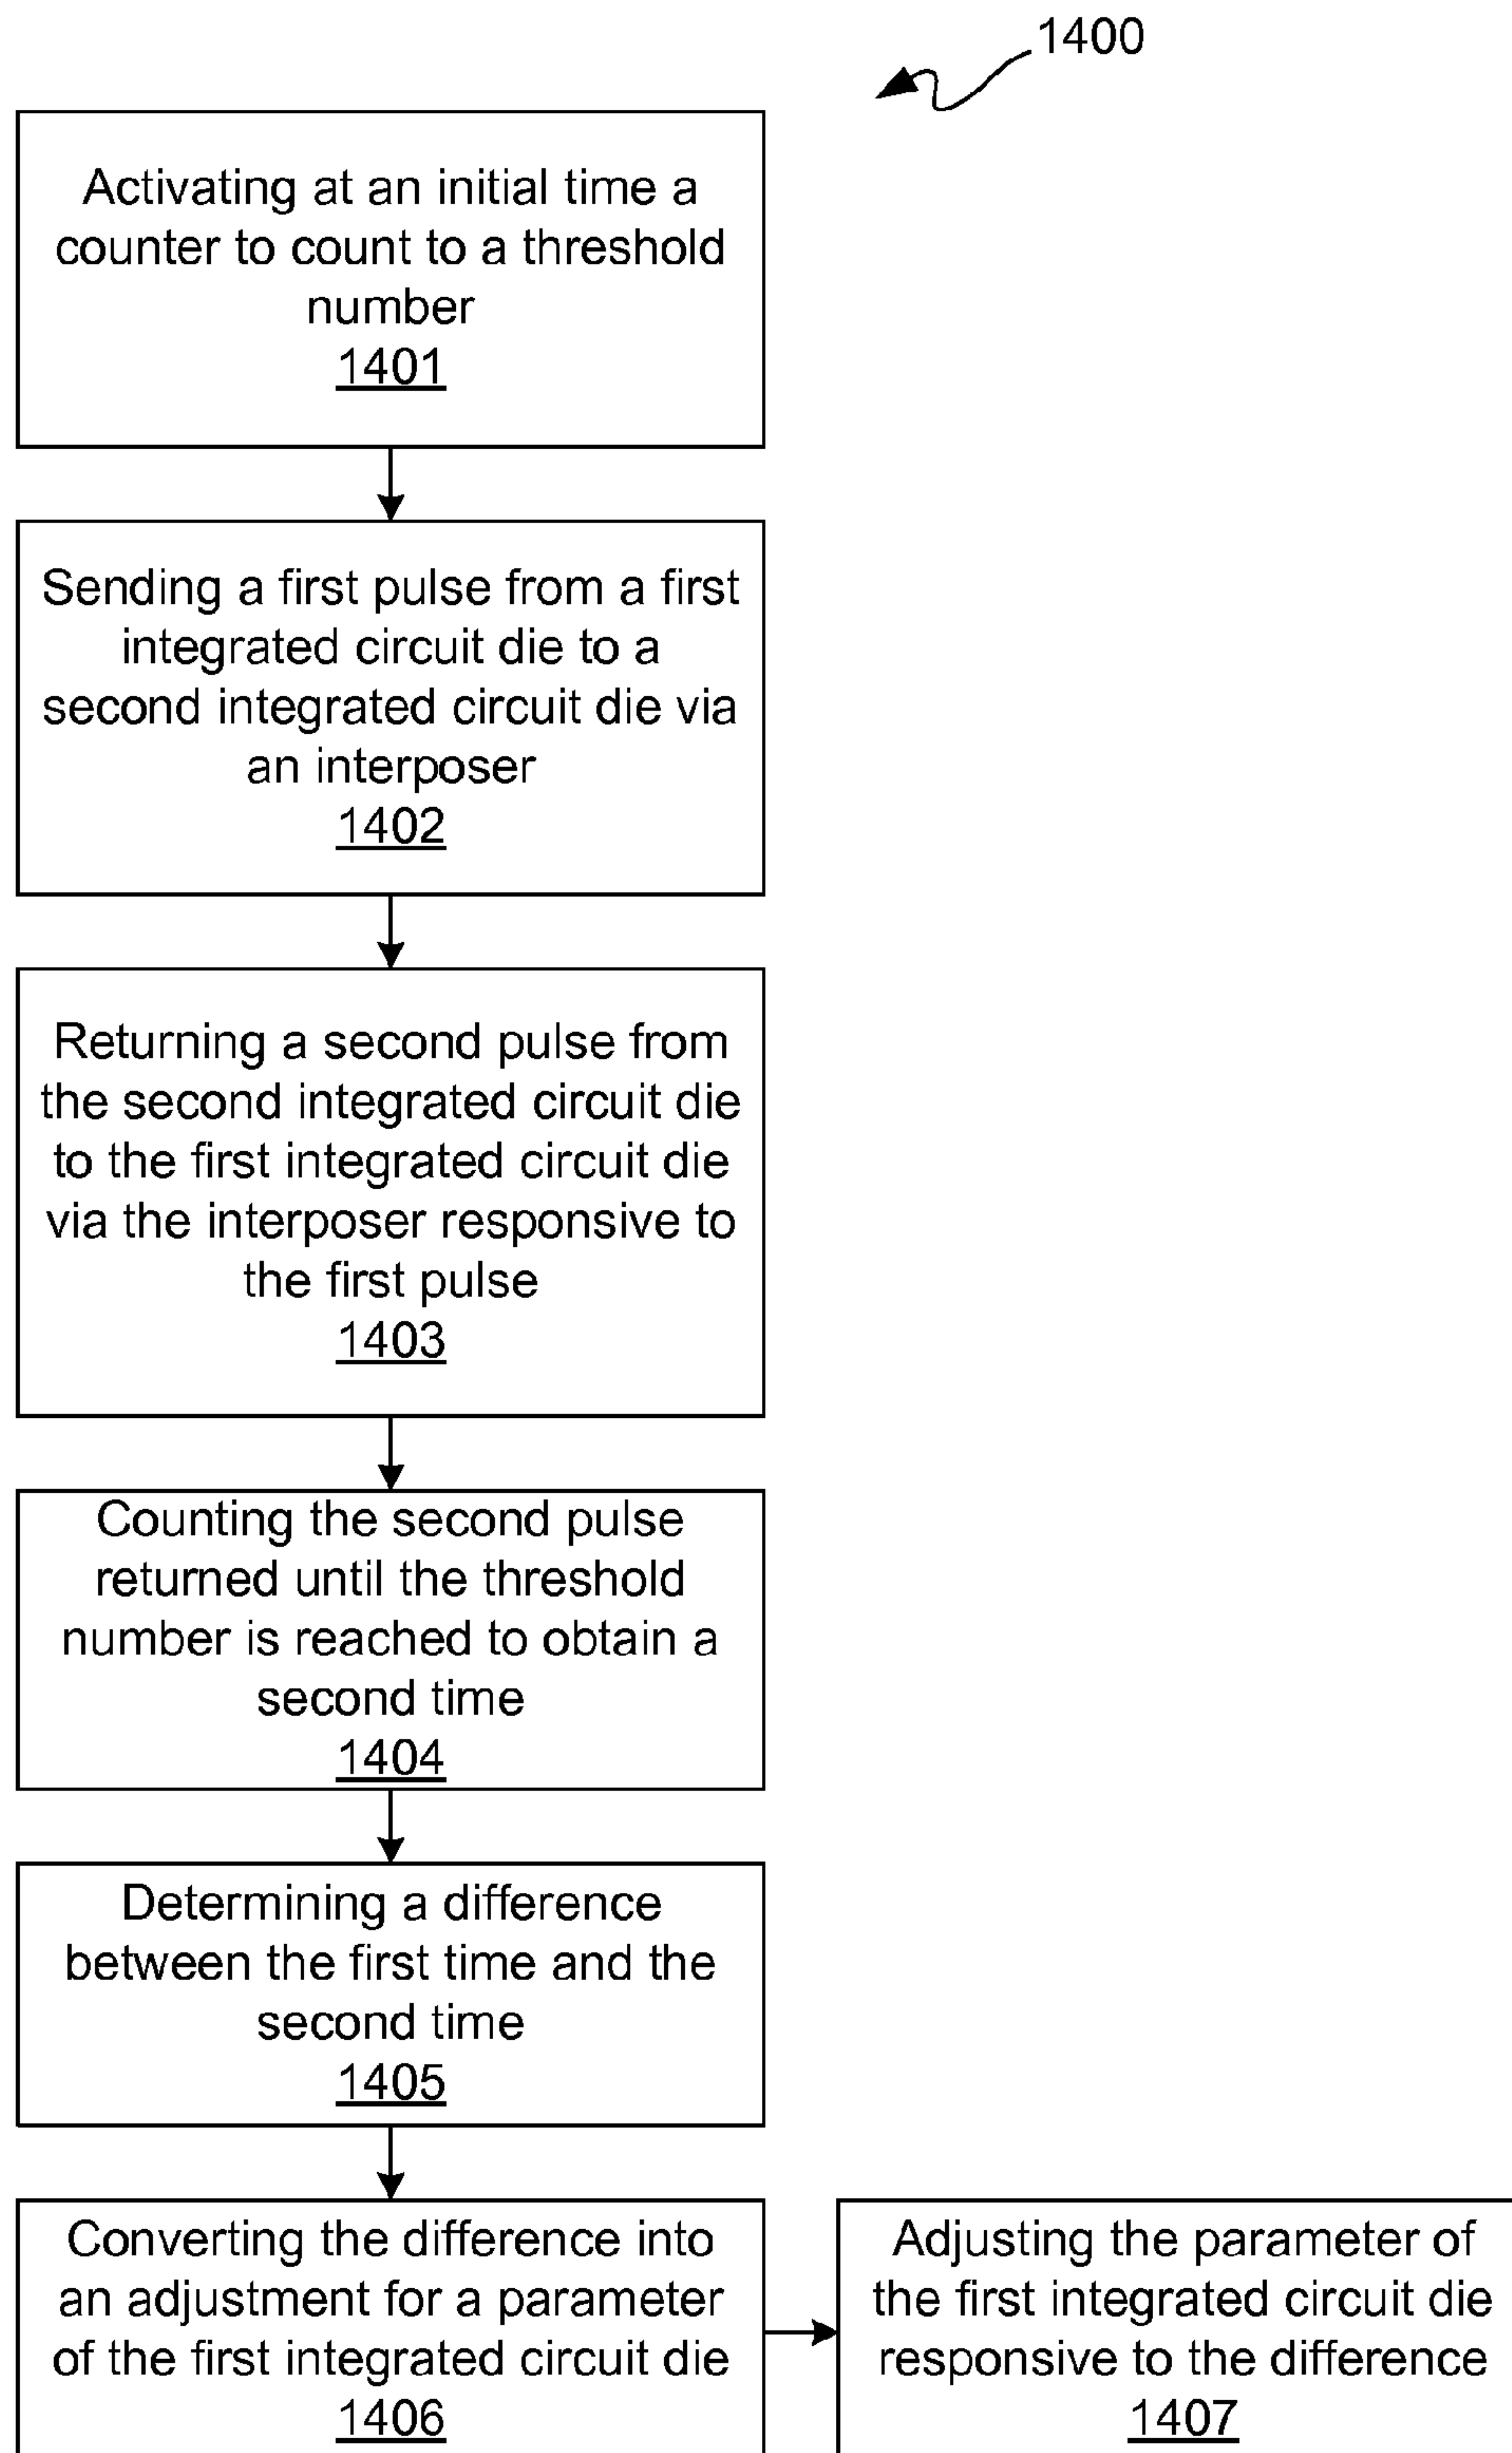 1400
Activating at an initial time a
counter to count to a threshold
number
1401
Sending a first pulse from a first
integrated circuit die to a
second integrated circuit die via
an interposer
1402
Returning a second pulse from
the second integrated circuit die
to the first integrated circuit die
via the interposer responsive to
the first pulse
1403
Counting the second pulse
returned until the threshold
number is reached to obtain a
second time
1404
Determining a difference
between the first time and the
second time
1405
Converting the difference into
an adjustment for a parameter
of the first integrated circuit die
1406
Adjusting the parameter of
the first integrated circuit die
responsive to the difference
1407